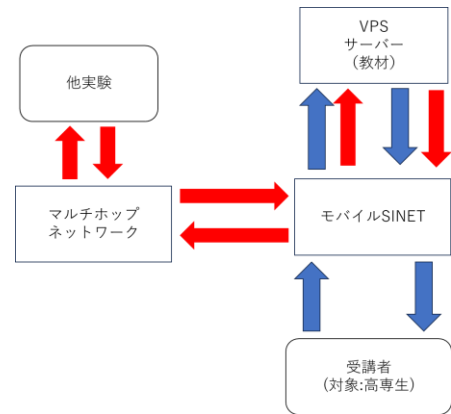 VPS
サーバー
(教材)
他実験
マルチホップ
ネットワーク
モバイルSINET
受講者
(対象:高専生)